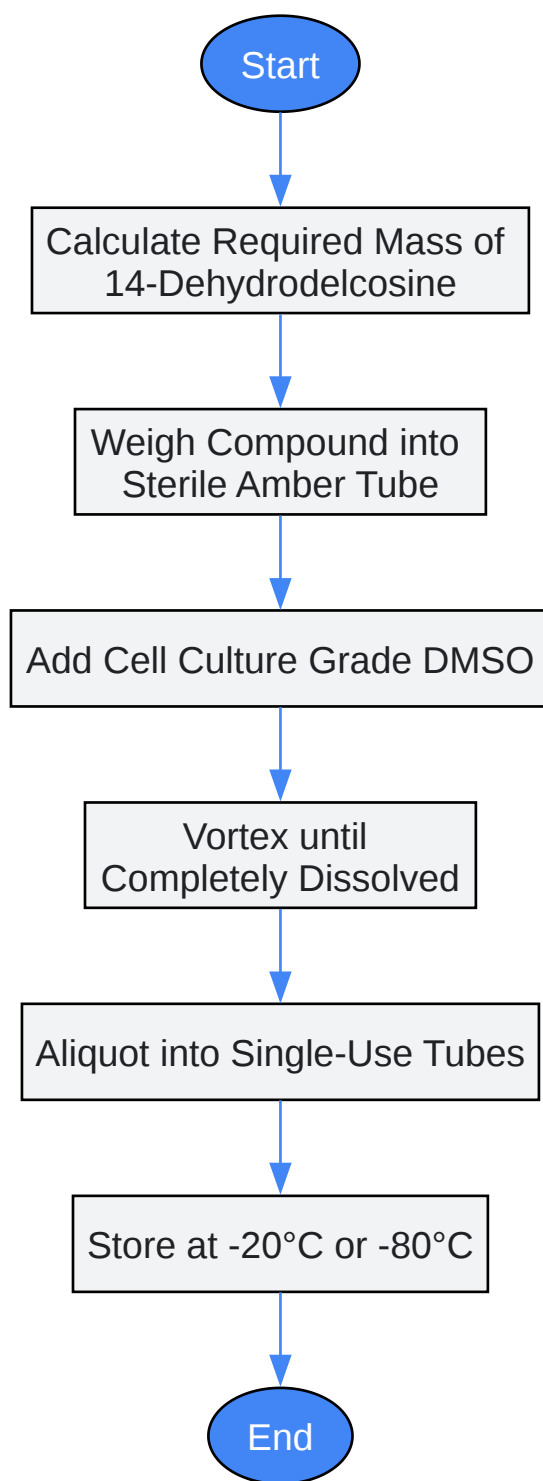 Start
Calculate Required Mass of
14-Dehydrodelcosine
Weigh Compound into
Sterile Amber Tube
Add Cell Culture Grade DMSO
Vortex until
Completely Dissolved
Aliquot into Single-Use Tubes
Store at -20°C or -80°C
End